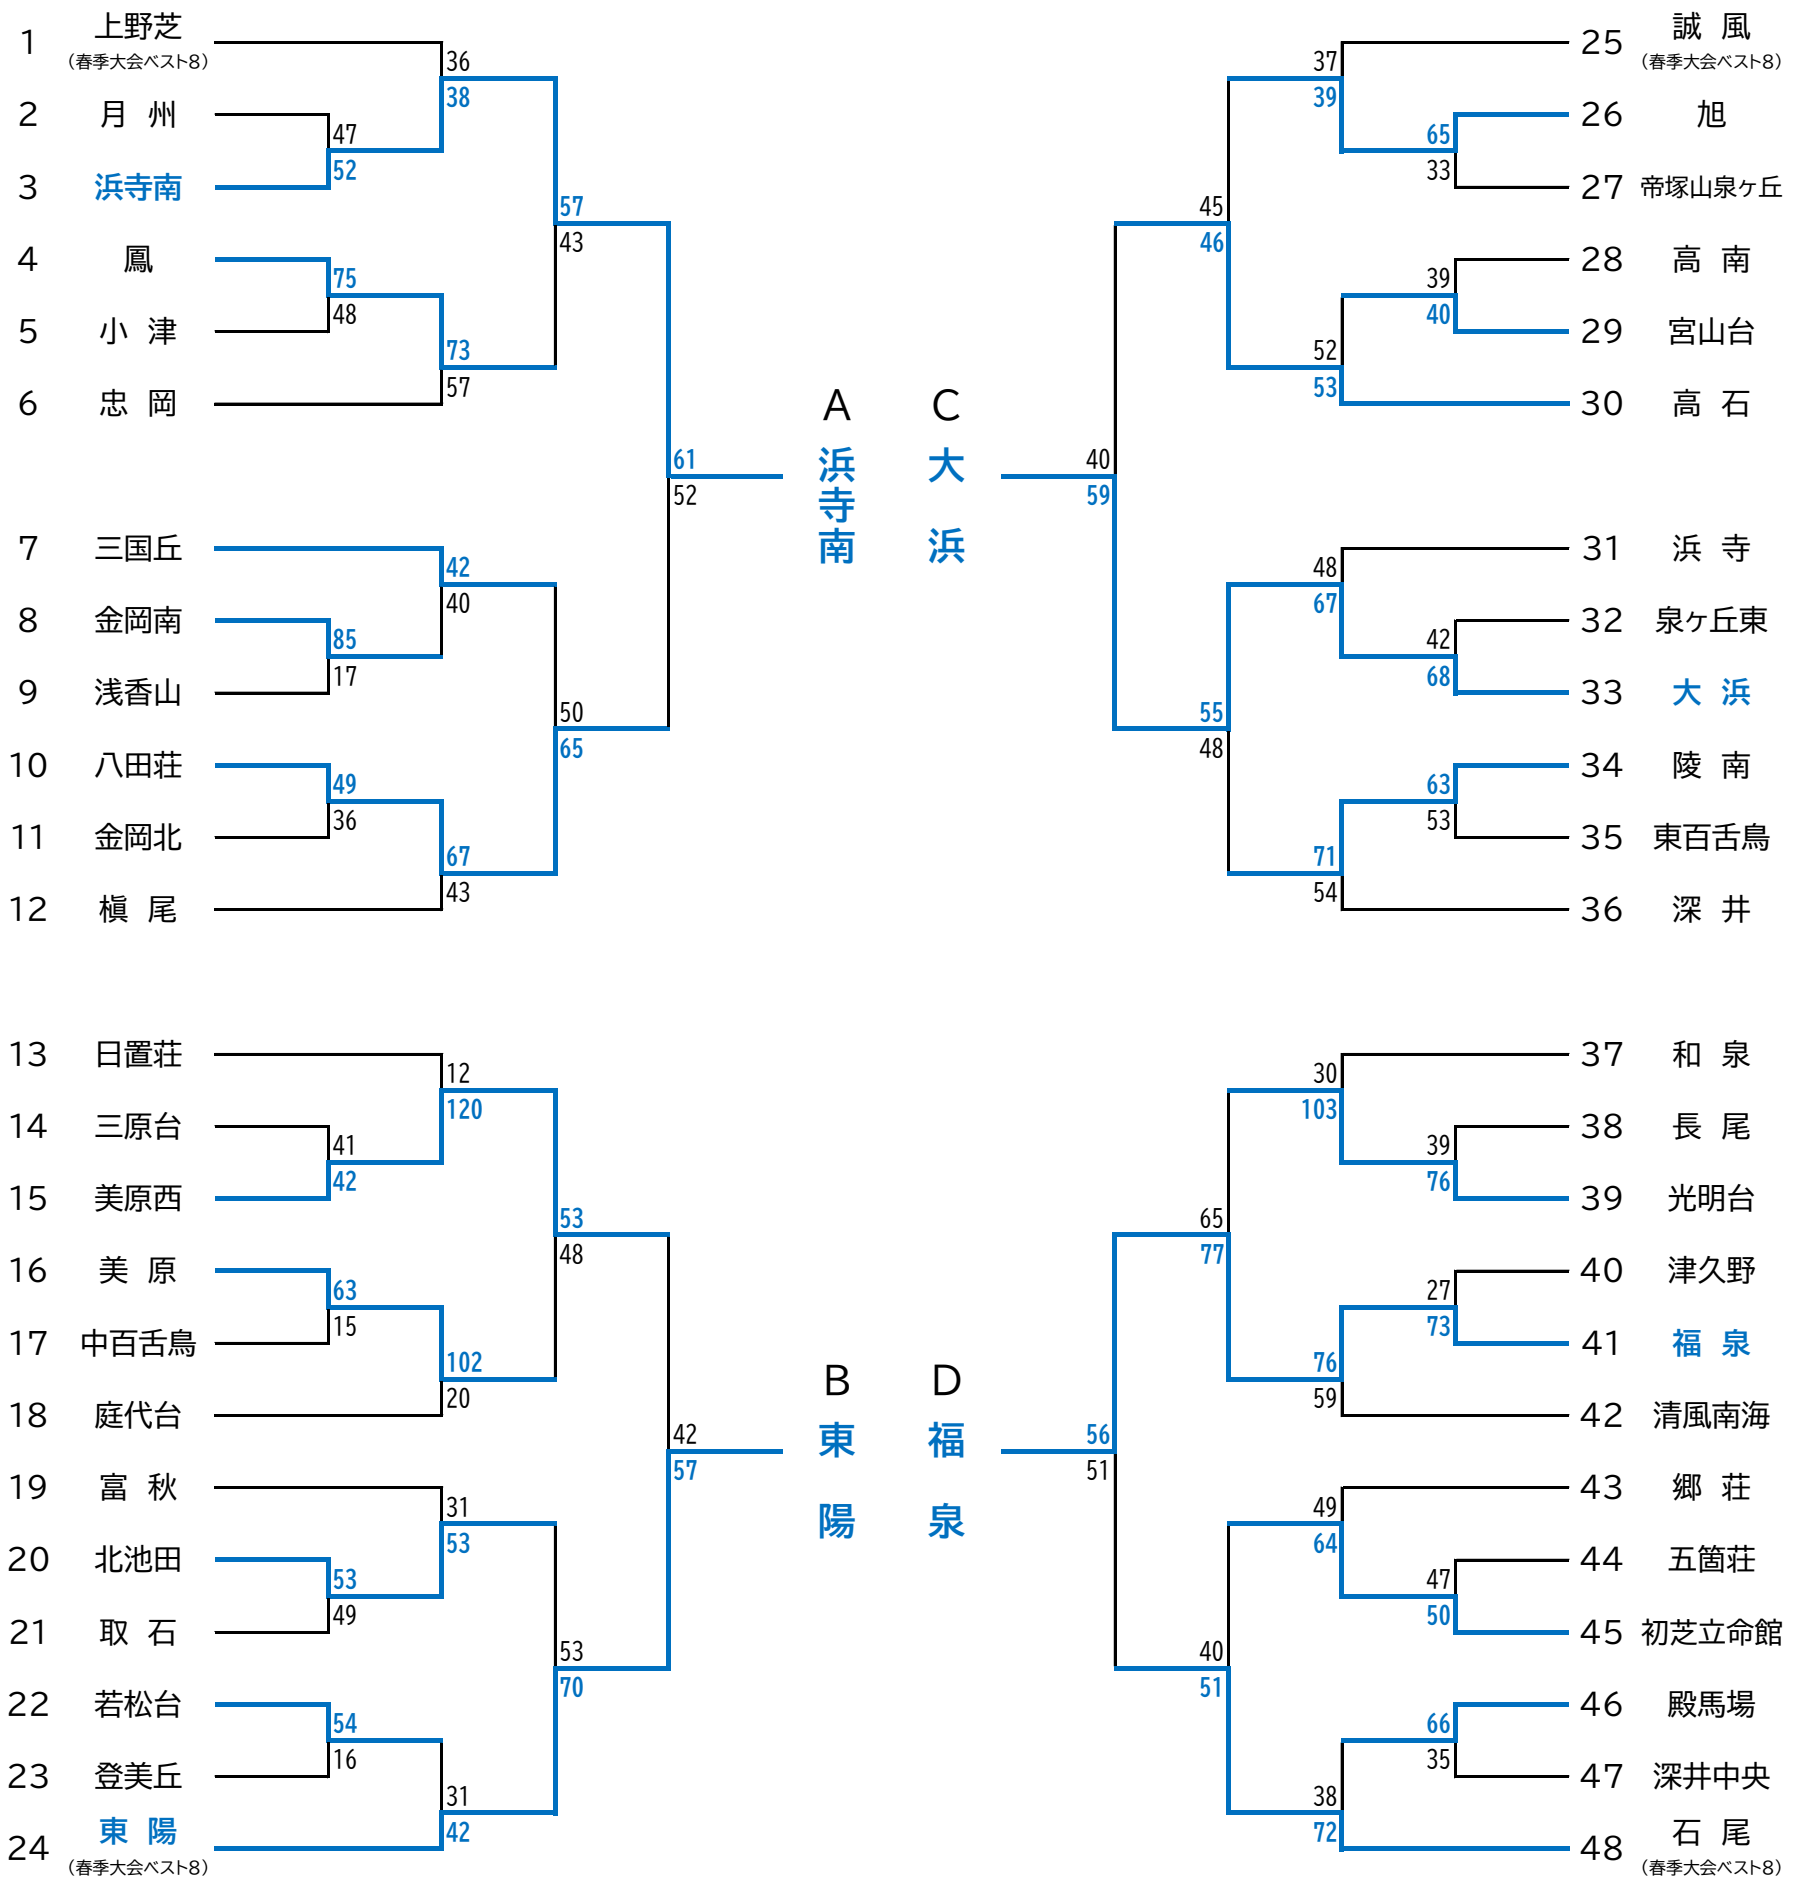 1 上野芝
（春季大会ベスト8）
36
38
2 月 州
47
52
3 浜寺南
57
43
4 鳳
75
48
5 小 津
73
57
6 忠 岡
61
52
7 三国丘
42
40
8 金岡南
85
17
9 浅香山
50
65
10 八田荘
49
36
11 金岡北
67
43
12 槇 尾
A
浜寺南
13 日置荘
12
120
14 三原台
41
42
15 美原西
53
48
16 美 原
63
15
17 中百舌鳥
102
20
18 庭代台
42
57
19 富 秋
31
53
20 北池田
53
49
21 取 石
53
70
22 若松台
54
16
23 登美丘
31
42
24 東 陽
（春季大会ベスト8）
B
東陽
C
大浜
37
39
25 誠 風
（春季大会ベスト8）
65
33
26 旭
27 帝塚山泉ヶ丘
45
46
39
40
28 高 南
29 宮山台
52
53
30 高 石
40
59
48
67
31 浜 寺
42
68
32 泉ヶ丘東
33 大 浜
55
48
63
53
34 陵 南
35 東百舌鳥
71
54
36 深 井
D
福泉
30
103
37 和 泉
39
76
38 長 尾
39 光明台
65
77
27
73
40 津久野
41 福 泉
76
59
42 清風南海
56
51
49
64
43 郷 荘
47
50
44 五箇荘
45 初芝立命館
40
51
66
35
46 殿馬場
47 深井中央
38
72
48 石 尾
（春季大会ベスト8）